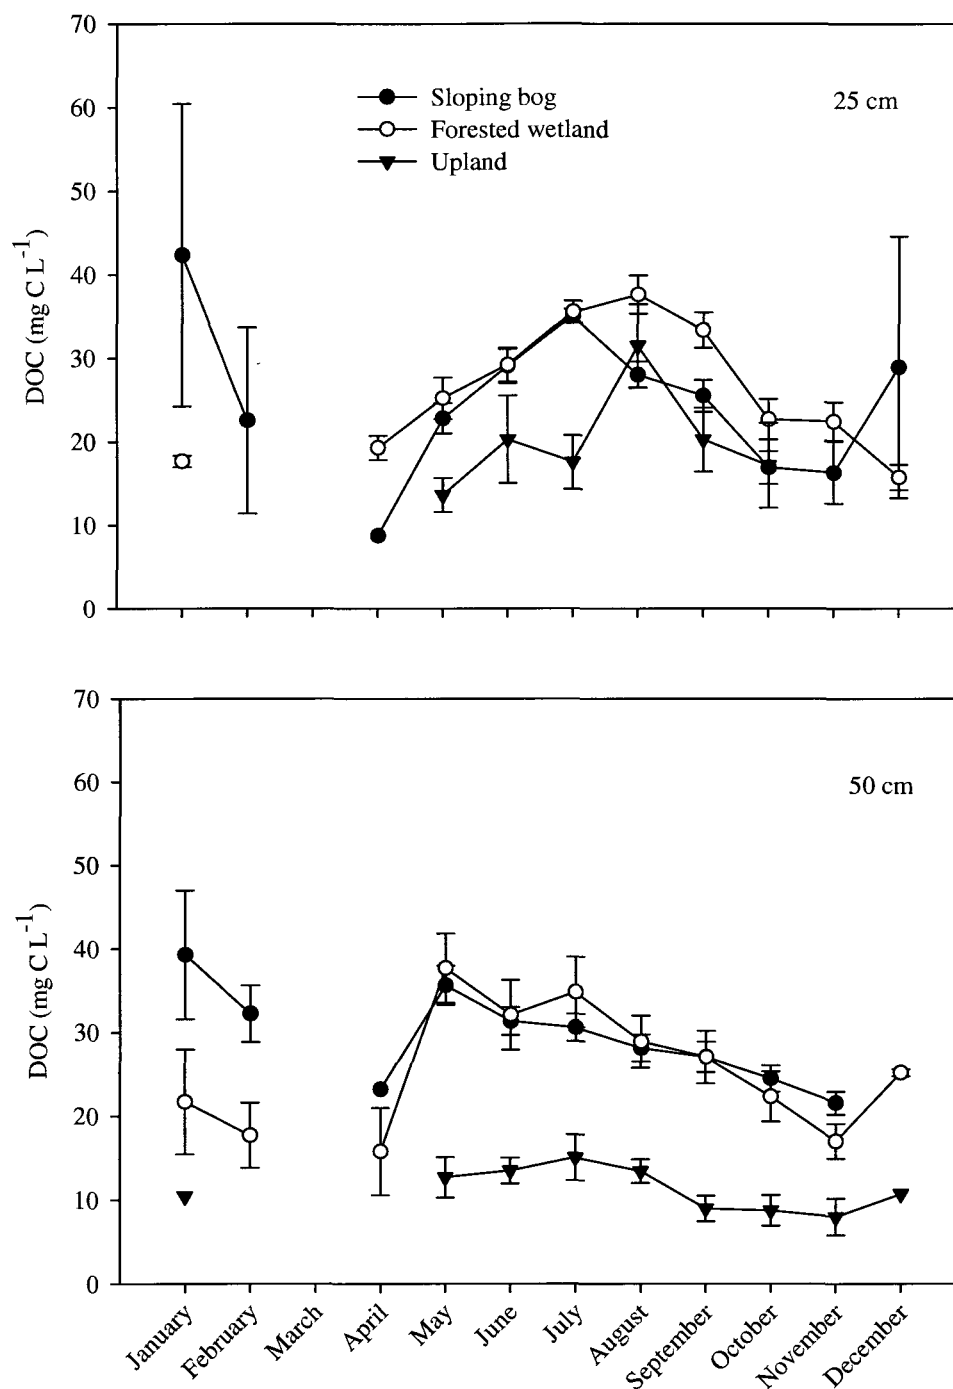 70
60
50
40
30
20
10
0
DOC (mg C L-1)
Sloping bog
Forested wetland
Upland
25 cm
70
60
50
40
30
20
10
0
DOC (mg C L-1)
50 cm
January
February
March
April
May
June
July
August
September
October
November
December